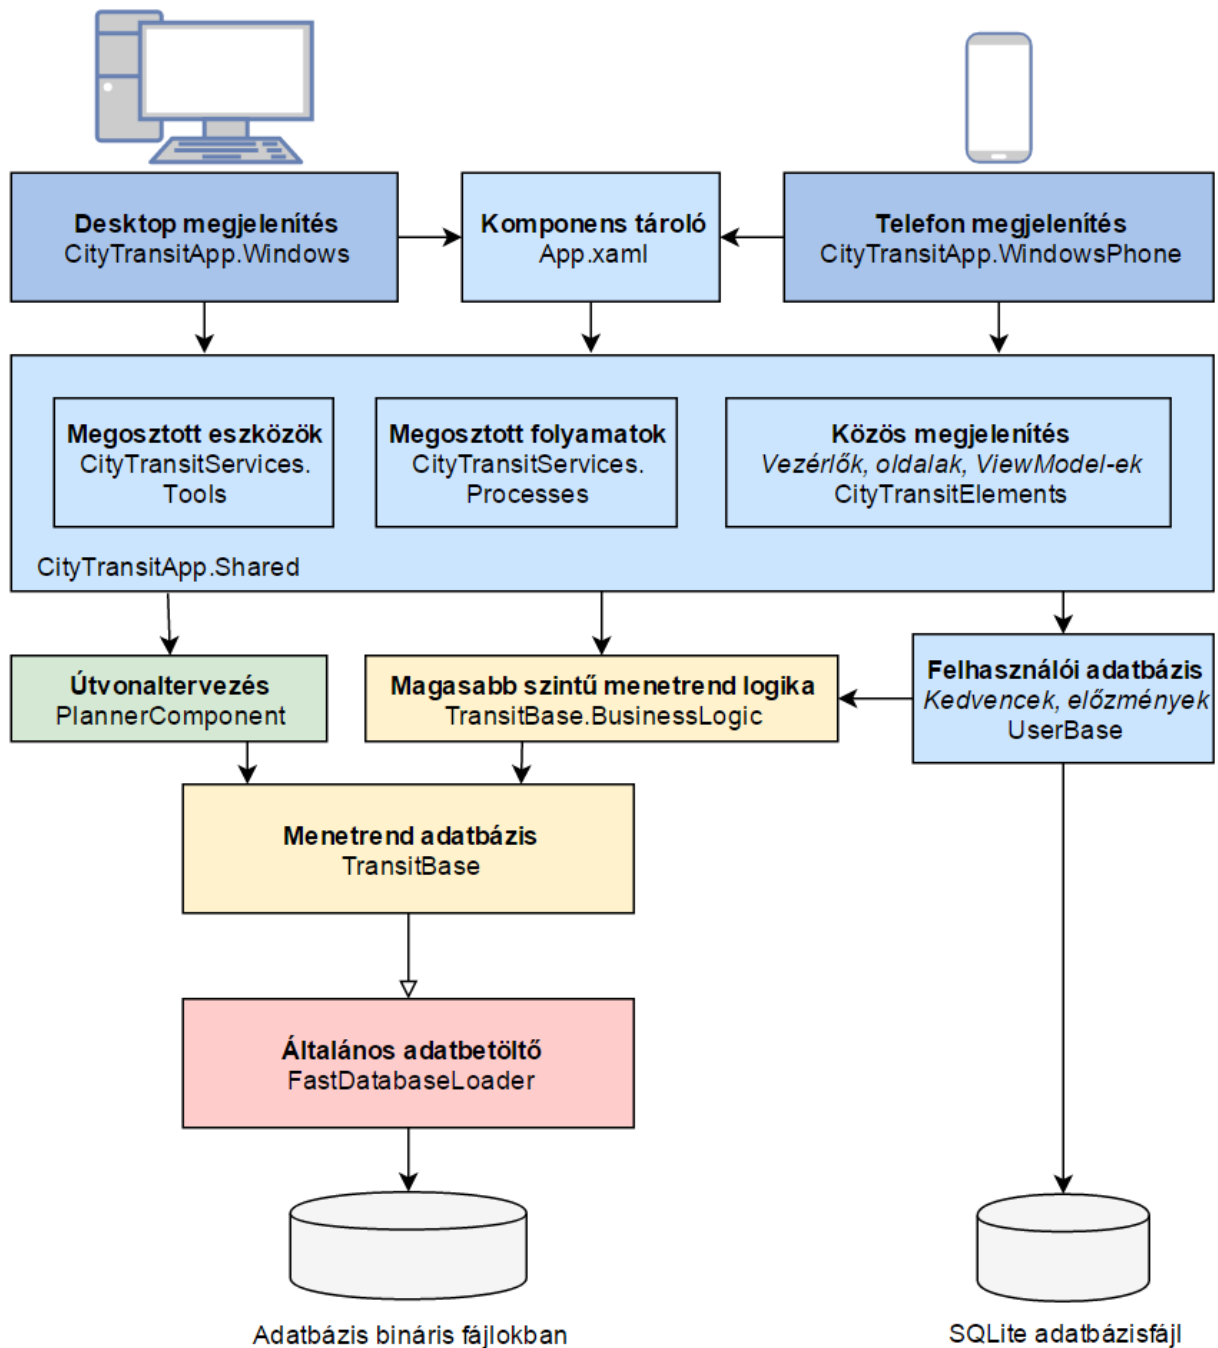 Desktop megjelenítés
CityTransitApp.Windows
Komponens tároló
App.xaml
Telefon megjelenítés
CityTransitApp.WindowsPhone
Megosztott eszközök
CityTransitServices.
Tools
Megosztott folyamatok
CityTransitServices.
Processes
Közös megjelenítés
Vezérlők, oldalak, ViewModel-ek
CityTransitElements
CityTransitApp.Shared
Útvonaltervezés
PlannerComponent
Magasabb szintű menetrend logika
TransitBase.BusinessLogic
Felhasználói adatbázis
Kedvencek, előzmények
UserBase
Menetrend adatbázis
TransitBase
Általános adatbetöltő
FastDatabaseLoader
Adatbázis bináris fájlokban
SQLite adatbázisfájl